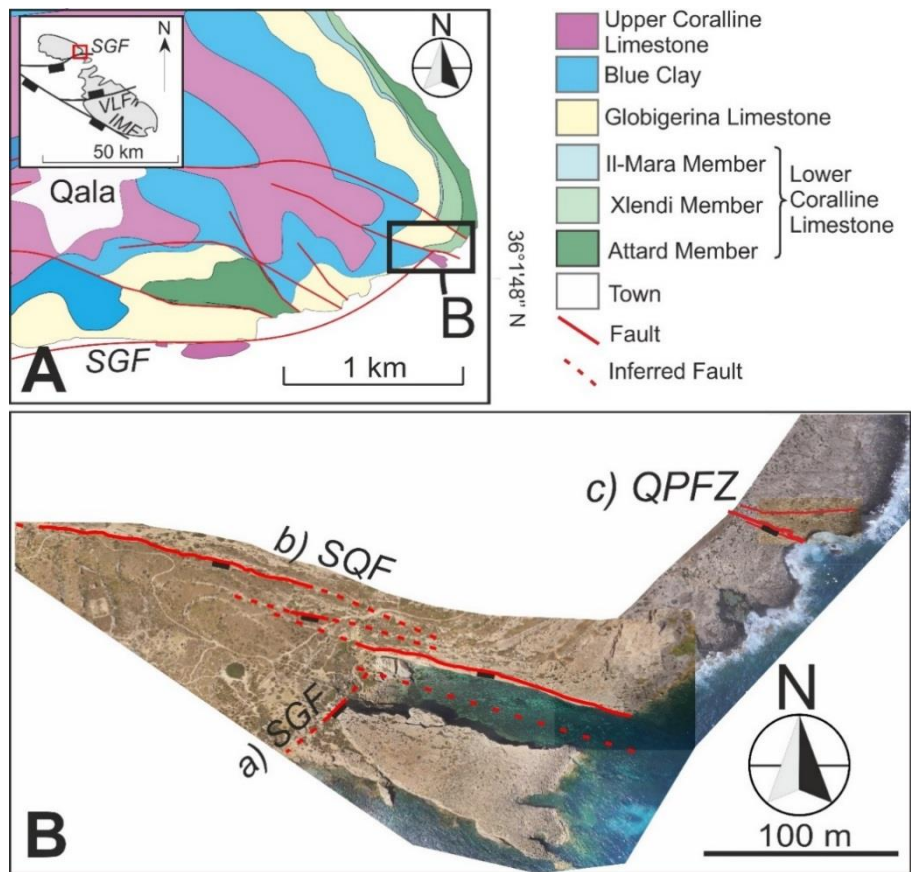 N
SGF
VLF
IMF
50 km
N
Qala
B
36°1'48" N
A
SGF
1 km
Upper Coralline
Limestone
Blue Clay
Globigerina Limestone
Il-Mara Member
Xlendi Member
Attard Member
Lower
Coralline
Limestone
Town
Fault
Inferred Fault
c) QPFZ
b) SQF
a) SGF
N
100 m
B